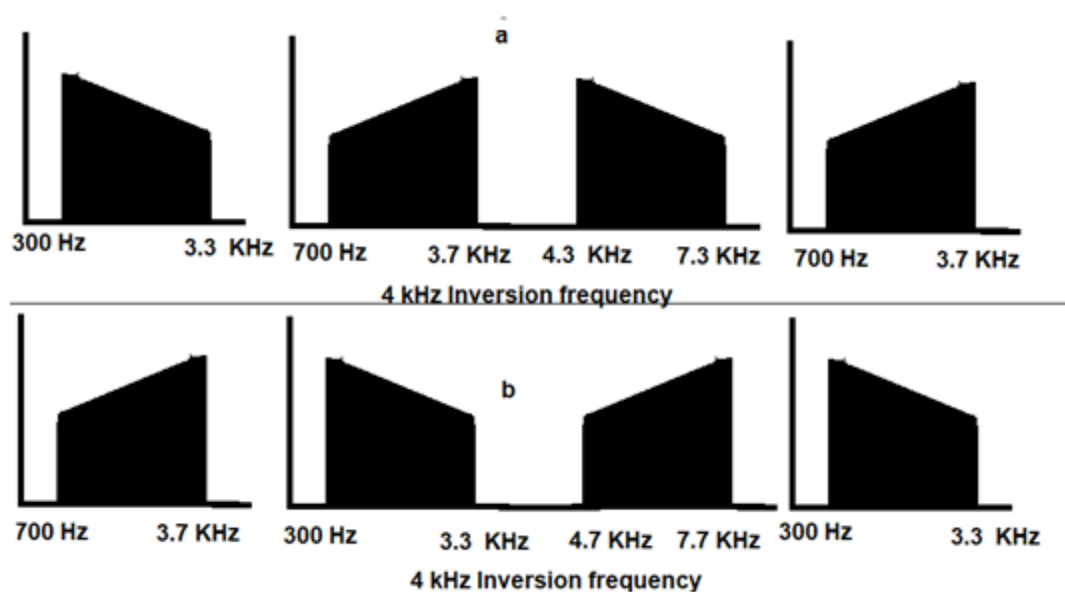 a
300 Hz 3.3 KHz 700 Hz 3.7 KHz 4.3 KHz 7.3 KHz 700 Hz 3.7 KHz
4 kHz Inversion frequency
b
700 Hz 3.7 KHz 300 Hz 3.3 KHz 4.7 KHz 7.7 KHz 300 Hz 3.3 KHz
4 kHz Inversion frequency